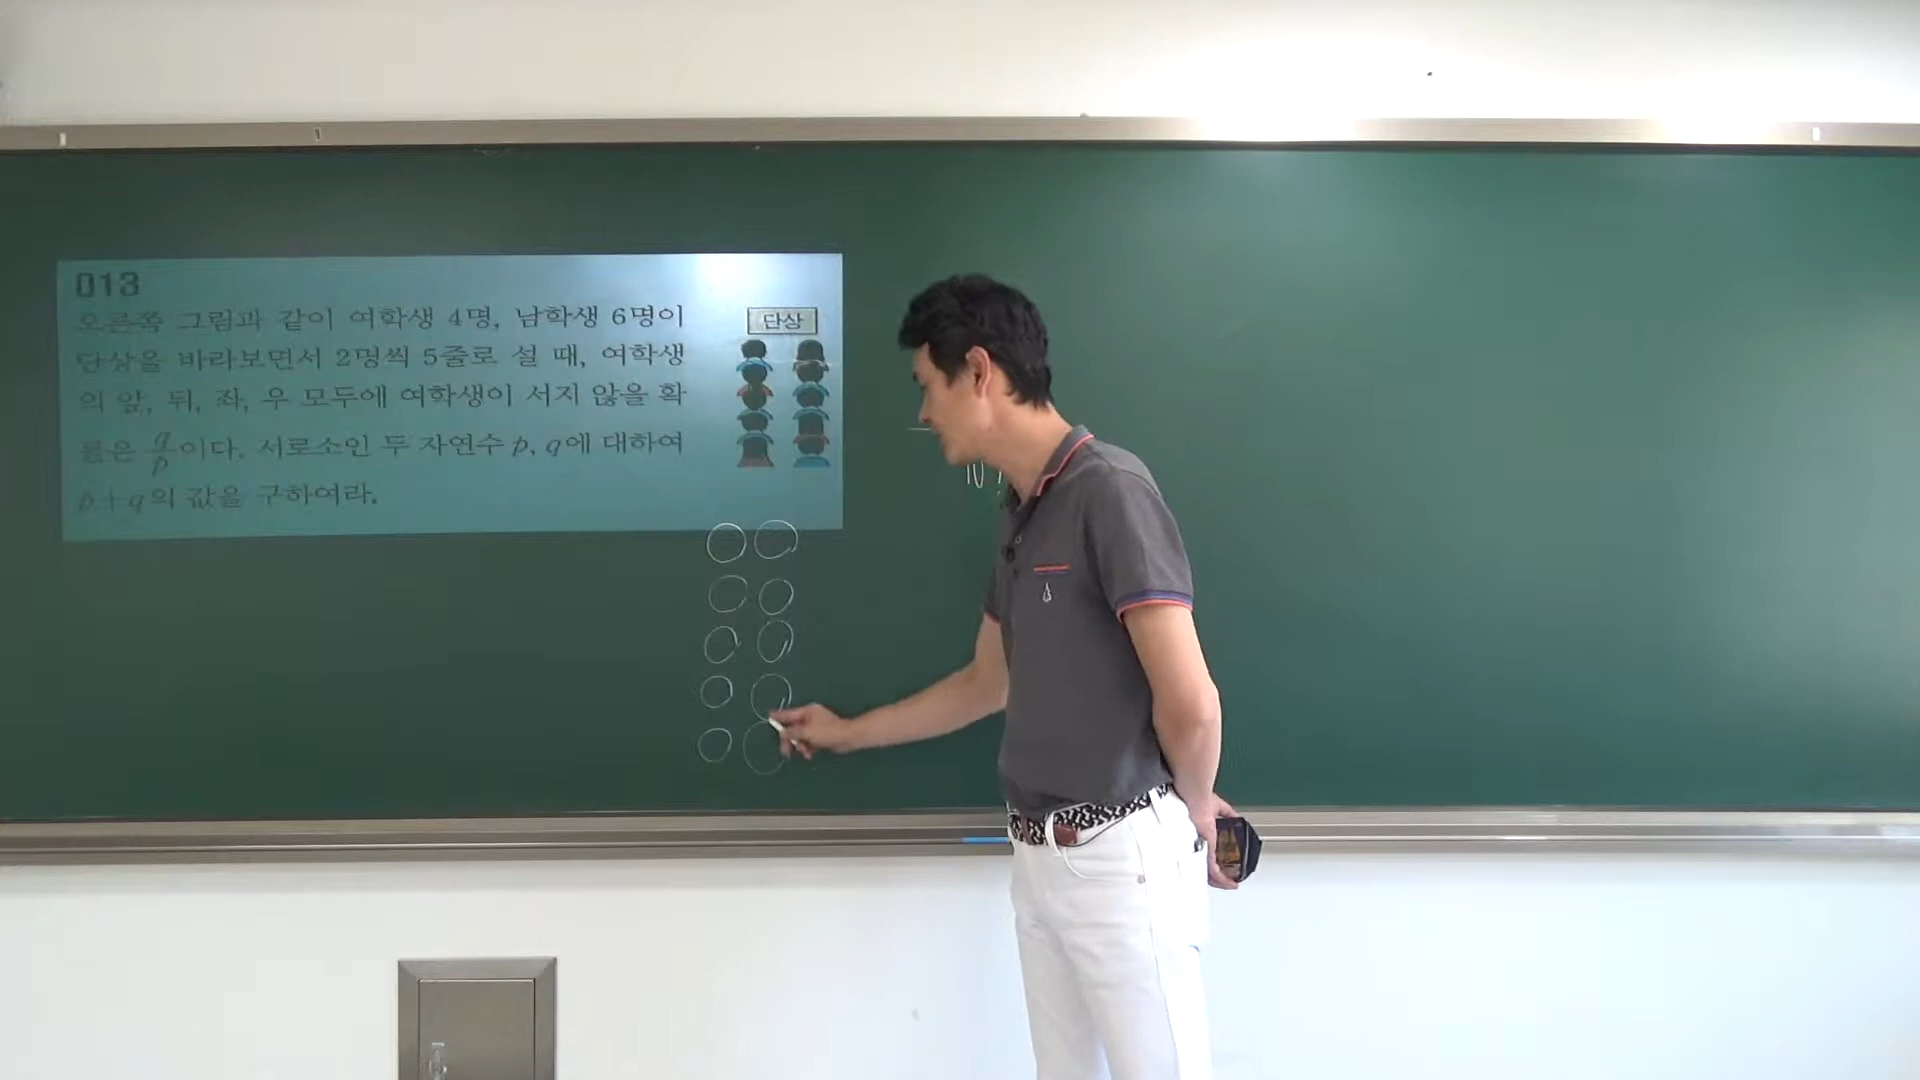 013
오른쪽 그림과 같이 여학생 4명, 남학생 6명이
단상을 바라보면서 2명씩 5줄로 설 때, 여학생
의 앞, 뒤, 좌, 우 모두에 여학생이 서지 않을 확
률은 q/p이다. 서로소인 두 자연수 p, q에 대하여
p+q의 값을 구하여라.
단상
10